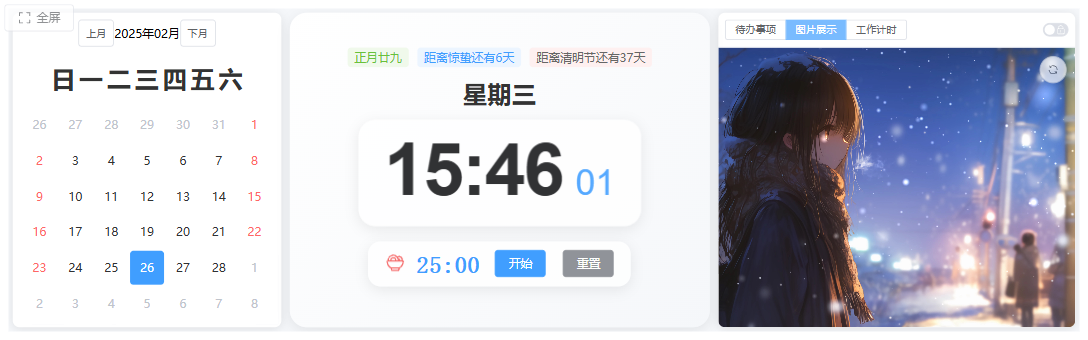 全屏
上月 2025年02月 下月
日 一 二 三 四 五 六
26 27 28 29 30 31 1
2 3 4 5 6 7 8
9 10 11 12 13 14 15
16 17 18 19 20 21 22
23 24 25 26 27 28 1
2 3 4 5 6 7 8
正月廿九 距离惊蛰还有6天 距离清明节还有37天
星期三
15:46 01
25:00 开始 重置
待办事项 图片展示 工作计时